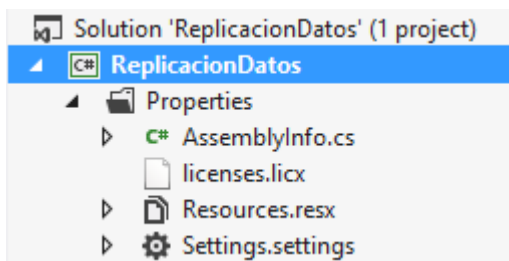 Solution 'ReplicacionDatos' (1 project)
C# ReplicacionDatos
Properties
C# AssemblyInfo.cs
licenses.licx
Resources.resx
Settings.settings